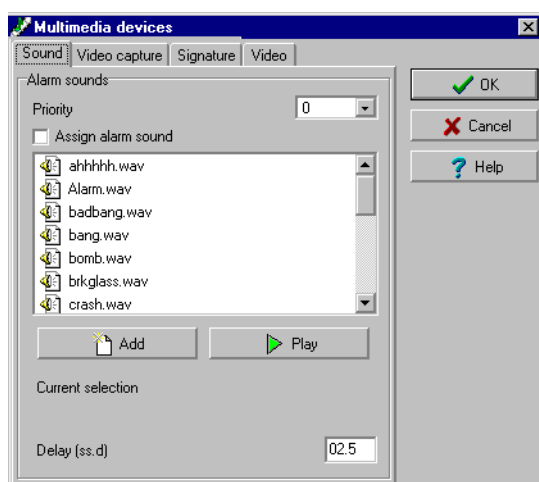 Multimedia devices
Sound Video capture Signature Video
Alarm sounds
Priority 0
Assign alarm sound
ahhhhh.wav
Alarm.wav
badbang.wav
bang.wav
bomb.wav
brkglass.wav
crash.wav
Add Play
Current selection
Delay (ss.d) 02.5
OK
Cancel
Help